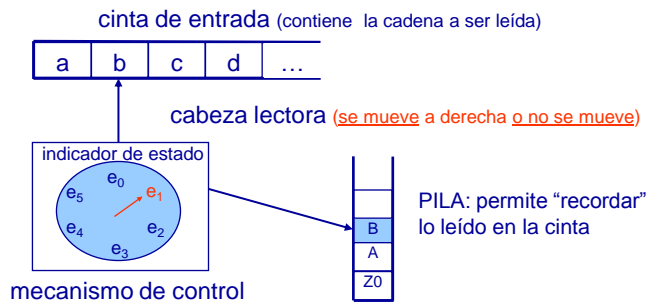 cinta de entrada (contiene la cadena a ser leída)
a b c d …
cabeza lectora (se mueve a derecha o no se mueve)
indicador de estado
e0
e5 e1
e4 e2
e3
mecanismo de control
PILA: permite “recordar”
lo leído en la cinta
B
A
Z0